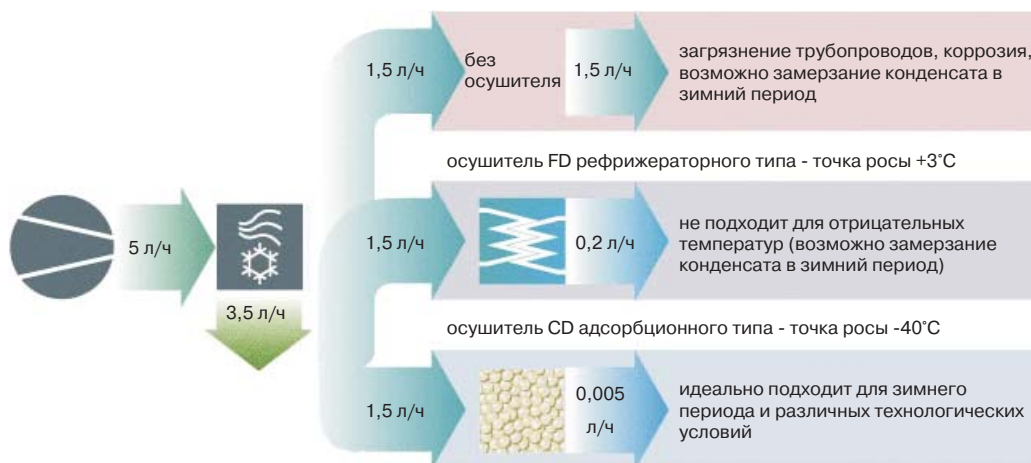 1,5 л/ч
без
осушителя
1,5 л/ч
загрязнение трубопроводов, коррозия,
возможно замерзание конденсата в
зимний период
осушитель FD рефрижераторного типа - точка росы +3°C
5 л/ч
3,5 л/ч
1,5 л/ч
0,2 л/ч
не подходит для отрицательных
температур (возможно замерзание
конденсата в зимний период)
осушитель CD адсорбционного типа - точка росы -40°C
1,5 л/ч
0,005
л/ч
идеально подходит для зимнего
периода и различных технологических
условий